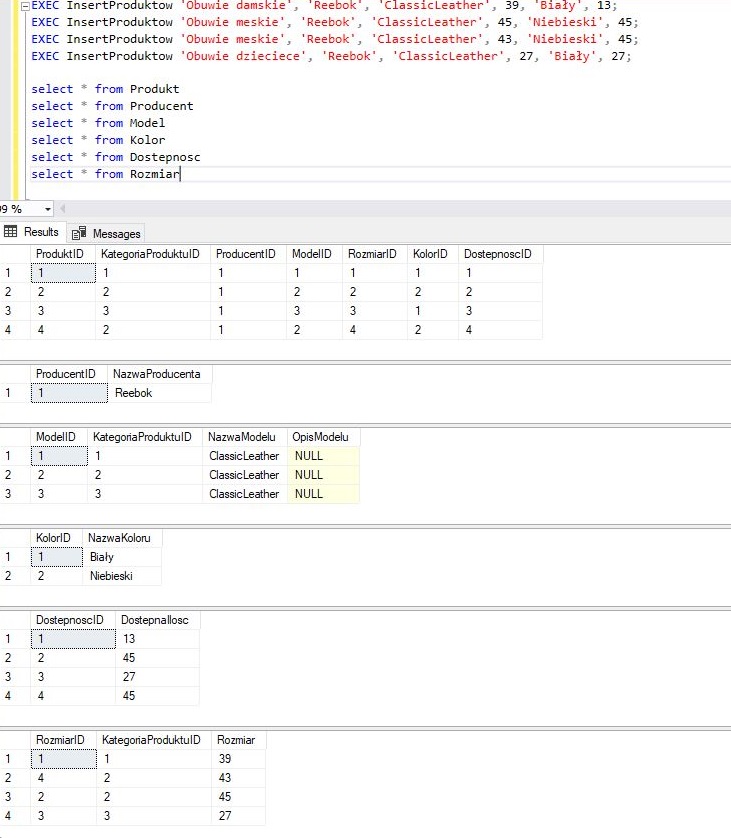 EXEC InsertProduktow 'Obuwie damskie', 'Reebok', 'ClassicLeather', 39, 'Biały', 13;
EXEC InsertProduktow 'Obuwie meskie', 'Reebok', 'ClassicLeather', 45, 'Niebieski', 45;
EXEC InsertProduktow 'Obuwie meskie', 'Reebok', 'ClassicLeather', 43, 'Niebieski', 45;
EXEC InsertProduktow 'Obuwie dzieciece', 'Reebok', 'ClassicLeather', 27, 'Biały', 27;
select * from Produkt
select * from Producent
select * from Model
select * from Kolor
select * from Dostepnosc
select * from Rozmiar
99 %
Results Messages
ProduktID KategoriaProduktuID ProducentID ModelID RozmiarID KolorID DostepnoscID
1 1 1 1 1 1 1 1
2 2 2 1 2 2 2 2
3 3 3 1 3 3 1 3
4 4 2 1 2 4 2 4
ProducentID NazwaProducenta
1 1 Reebok
ModelID KategoriaProduktuID NazwaModelu OpisModelu
1 1 1 ClassicLeather NULL
2 2 2 ClassicLeather NULL
3 3 3 ClassicLeather NULL
KolorID NazwaKoloru
1 1 Biały
2 2 Niebieski
DostepnoscID DostepnaIlosc
1 1 13
2 2 45
3 3 27
4 4 45
RozmiarID KategoriaProduktuID Rozmiar
1 1 1 39
2 4 2 43
3 2 2 45
4 3 3 27